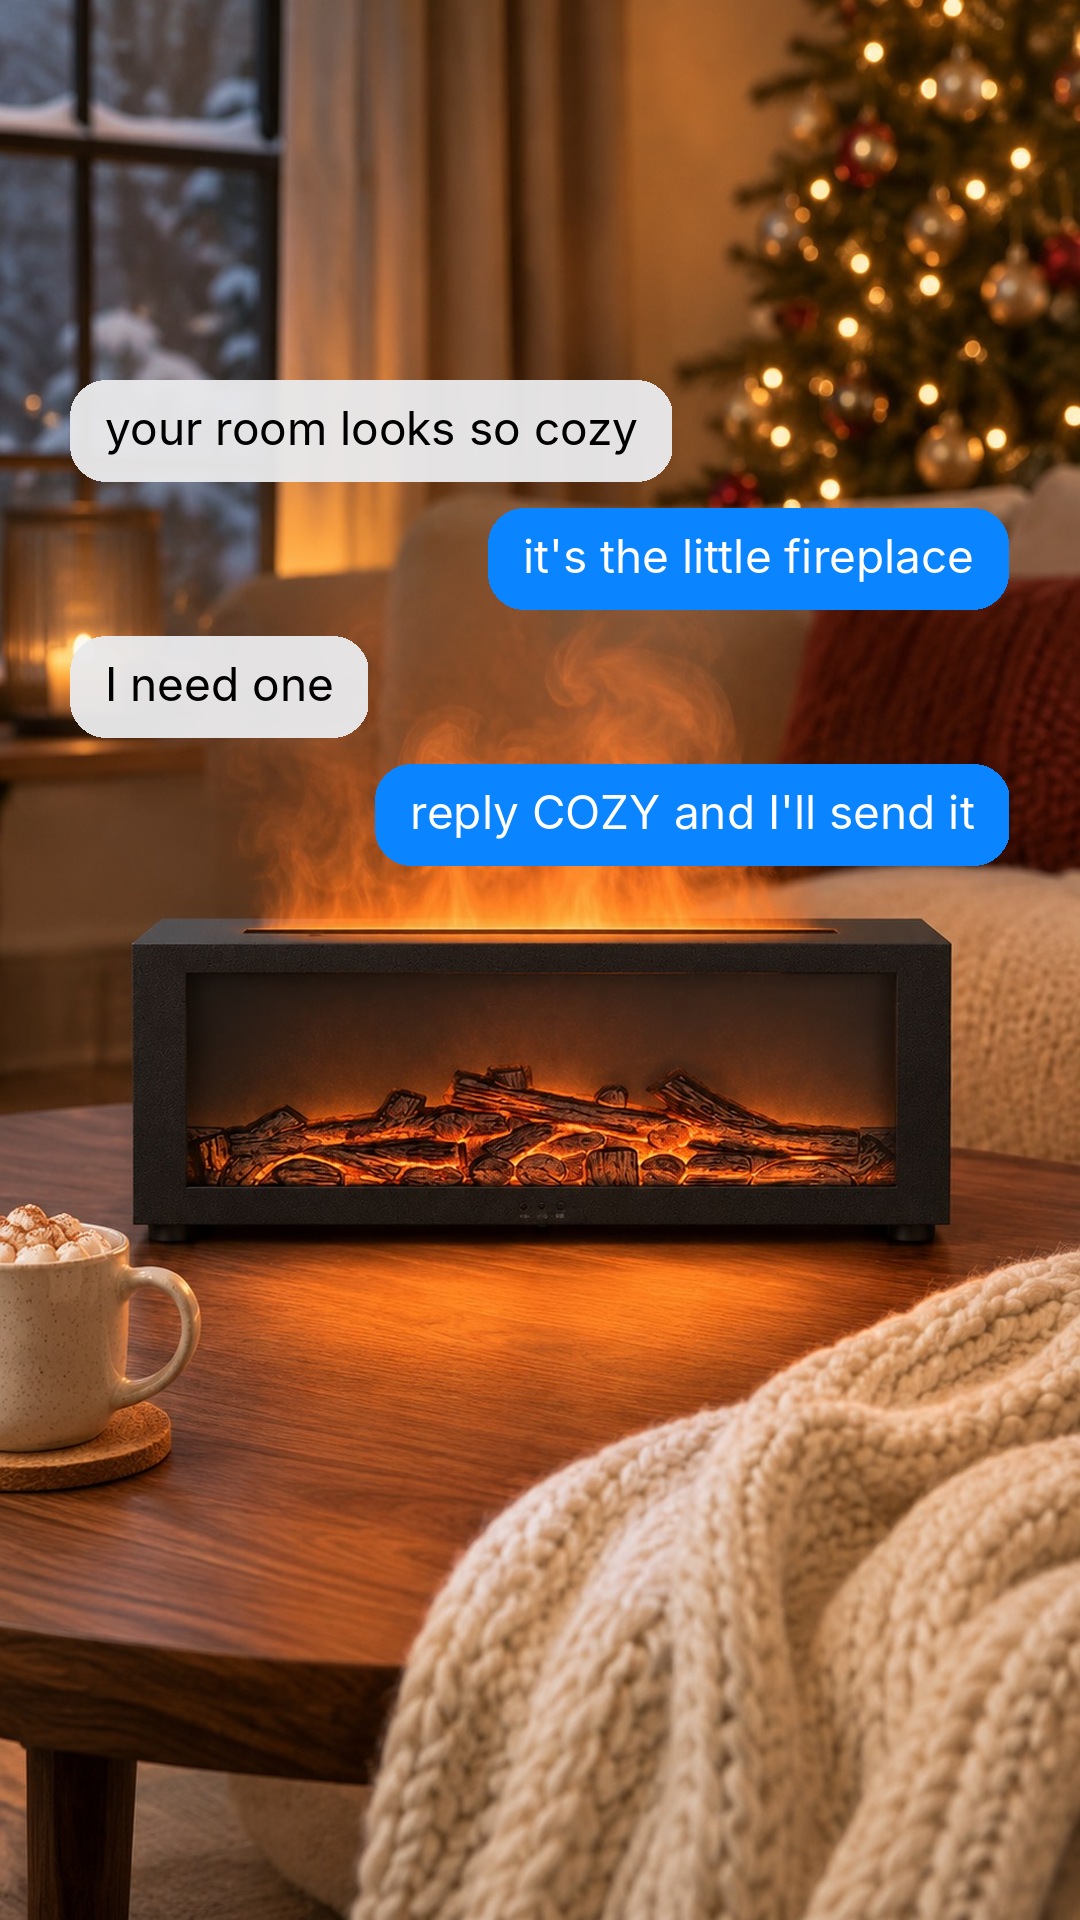 your room looks so cozy
it's the little fireplace
I need one
reply COZY and I'll send it